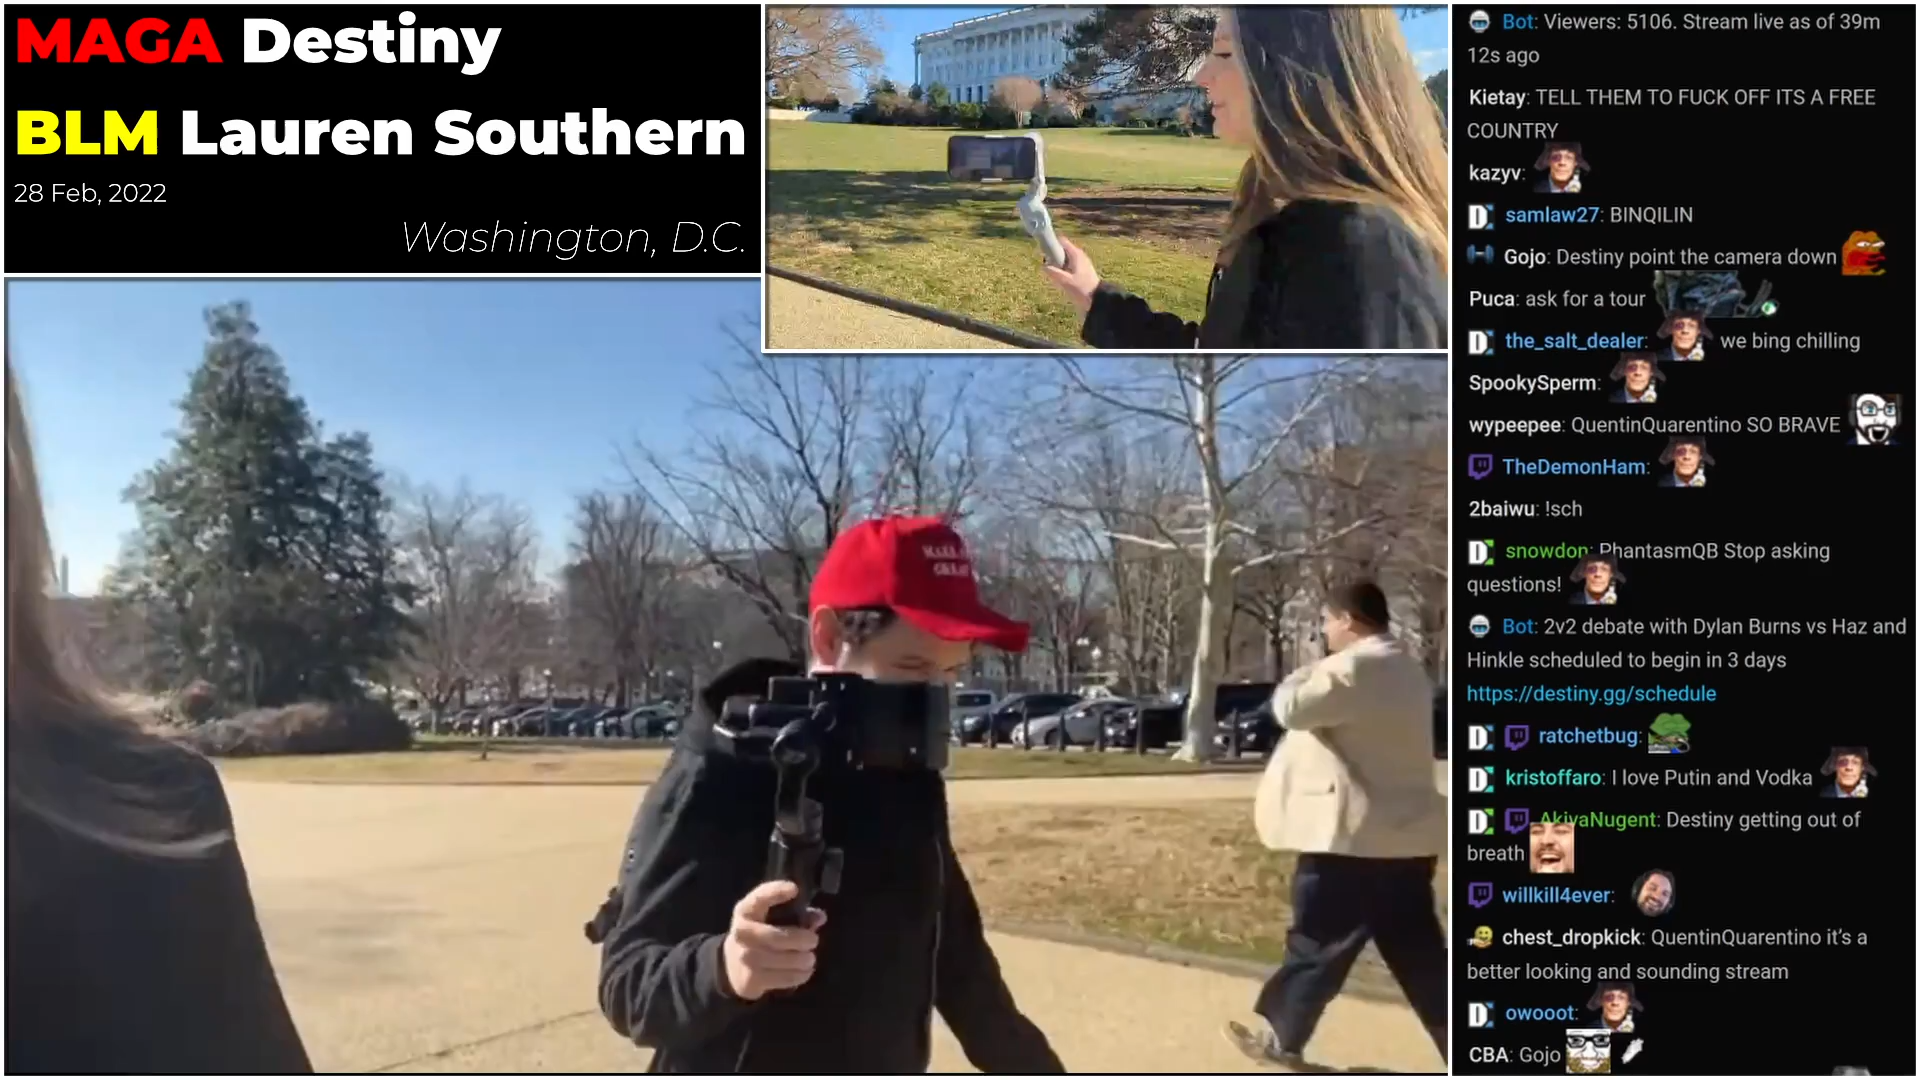 MAGA Destiny
BLM Lauren Southern
28 Feb, 2022
Washington, D.C.
GREAT
Bot: Viewers: 5106. Stream live as of 39m
12s ago
Kietay: TELL THEM TO FUCK OFF ITS A FREE
COUNTRY
kazyv:
samlaw27: BINQILIN
Gojo: Destiny point the camera down
Puca: ask for a tour
the_salt_dealer: we bing chilling
SpookySperm:
wypeepee: QuentinQuarentino SO BRAVE
TheDemonHam:
2baiwu: !sch
snowdon: PhantasmQB Stop asking
questions!
Bot: 2v2 debate with Dylan Burns vs Haz and
Hinkle scheduled to begin in 3 days
https://destiny.gg/schedule
ratchetbug:
kristoffaro: I love Putin and Vodka
AkiyaNugent: Destiny getting out of
breath
willkill4ever:
chest_dropkick: QuentinQuarentino it’s a
better looking and sounding stream
owooot:
CBA: Gojo